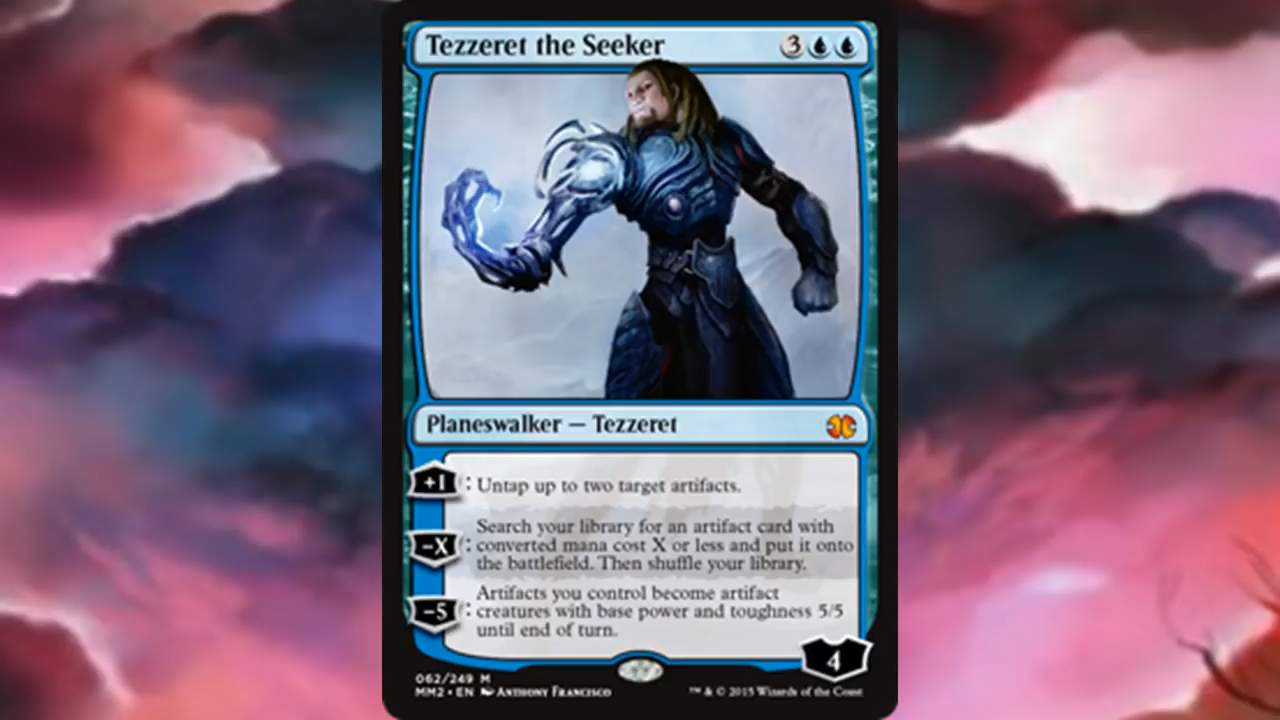 Tezzeret the Seeker 3
Planeswalker — Tezzeret
+1: Untap up to two target artifacts.
Search your library for an artifact card with
−X: converted mana cost X or less and put it onto
the battlefield. Then shuffle your library.
Artifacts you control become artifact
−5: creatures with base power and toughness 5/5
until end of turn.
4
062/249 M
MM2 • EN Anthony Francisco ™ & © 2015 Wizards of the Coast